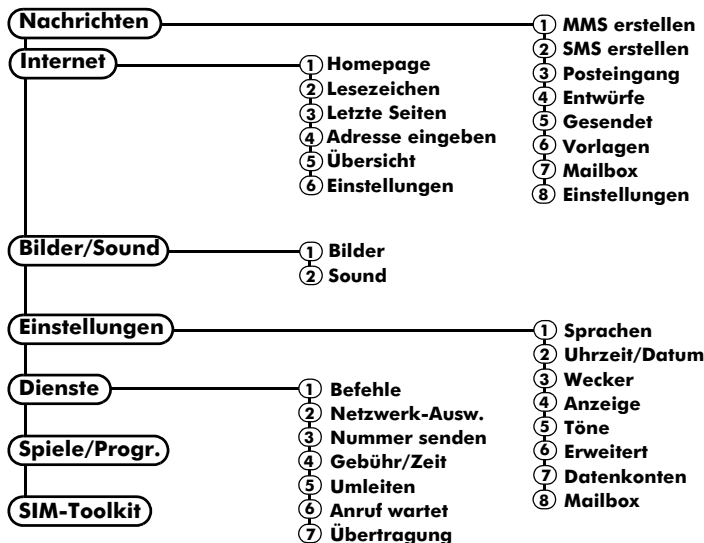 Nachrichten
1 MMS erstellen
2 SMS erstellen
3 Posteingang
4 Entwürfe
5 Gesendet
6 Vorlagen
7 Mailbox
8 Einstellungen
Internet
1 Homepage
2 Lesezeichen
3 Letzte Seiten
4 Adresse eingeben
5 Übersicht
6 Einstellungen
Bilder/Sound
1 Bilder
2 Sound
Einstellungen
1 Sprachen
2 Uhrzeit/Datum
3 Wecker
4 Anzeige
5 Töne
6 Erweitert
7 Datenkonten
8 Mailbox
Dienste
1 Befehle
2 Netzwerk-Ausw.
3 Nummer senden
4 Gebühr/Zeit
5 Umleiten
6 Anruf wartet
7 Übertragung
Spiele/Progr.
SIM-Toolkit